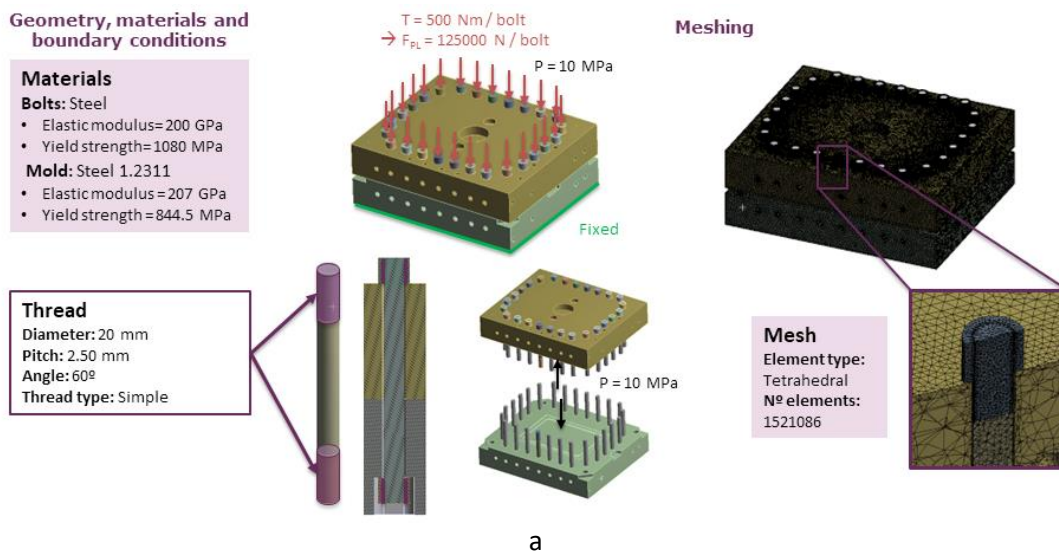 Geometry, materials and
boundary conditions
Materials
Bolts: Steel
• Elastic modulus=200 GPa
• Yield strength=1080 MPa
Mold: Steel 1.2311
• Elastic modulus=207 GPa
• Yield strength=844.5 MPa
T = 500 Nm / bolt
→ FPL = 125000 N / bolt
P = 10 MPa
Fixed
Meshing
Thread
Diameter: 20 mm
Pitch: 2.50 mm
Angle: 60º
Thread type: Simple
P = 10 MPa
Mesh
Element type:
Tetrahedral
Nº elements:
1521086
a